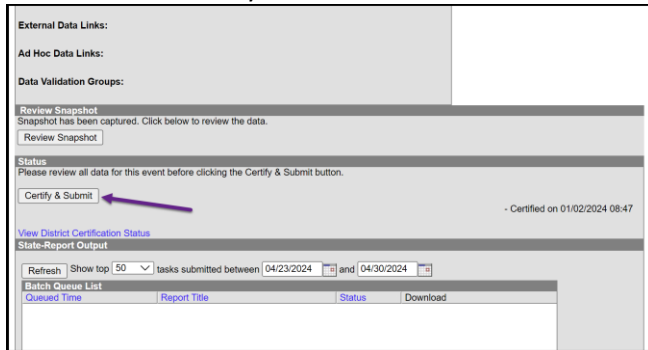 External Data Links:
Ad Hoc Data Links:
Data Validation Groups:
Review Snapshot
Snapshot has been captured. Click below to review the data.
Review Snapshot
Status
Please review all data for this event before clicking the Certify & Submit button.
Certify & Submit
- Certified on 01/02/2024 08:47
View District Certification Status
State-Report Output
Refresh Show top 50 tasks submitted between 04/23/2024 and 04/30/2024
Batch Queue List
Queued Time Report Title Status Download